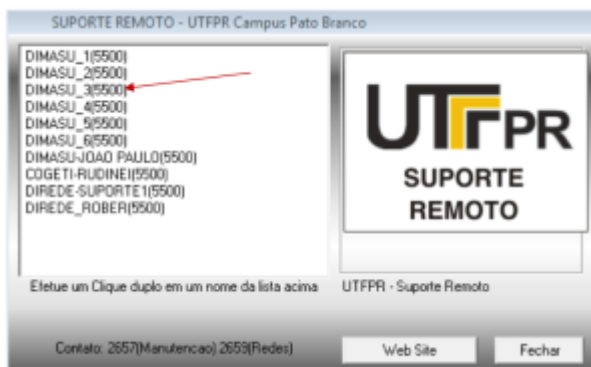 SUPORTE REMOTO - UTFPR Campus Pato Branco
DIMASU_1(5500)
DIMASU_2(5500)
DIMASU_3(5500)
DIMASU_4(5500)
DIMASU_5(5500)
DIMASU_6(5500)
DIMASU-JOAO PAULO(5500)
COGETI-RUDINEI(5500)
DIREDE-SUPORTE1(5500)
DIREDE_ROBER(5500)
UTFPR
SUPORTE
REMOTO
Efetue um Clique duplo em um nome da lista acima
UTFPR - Suporte Remoto
Contato: 2657(Manutencao) 2659(Redes)
Web Site
Fechar